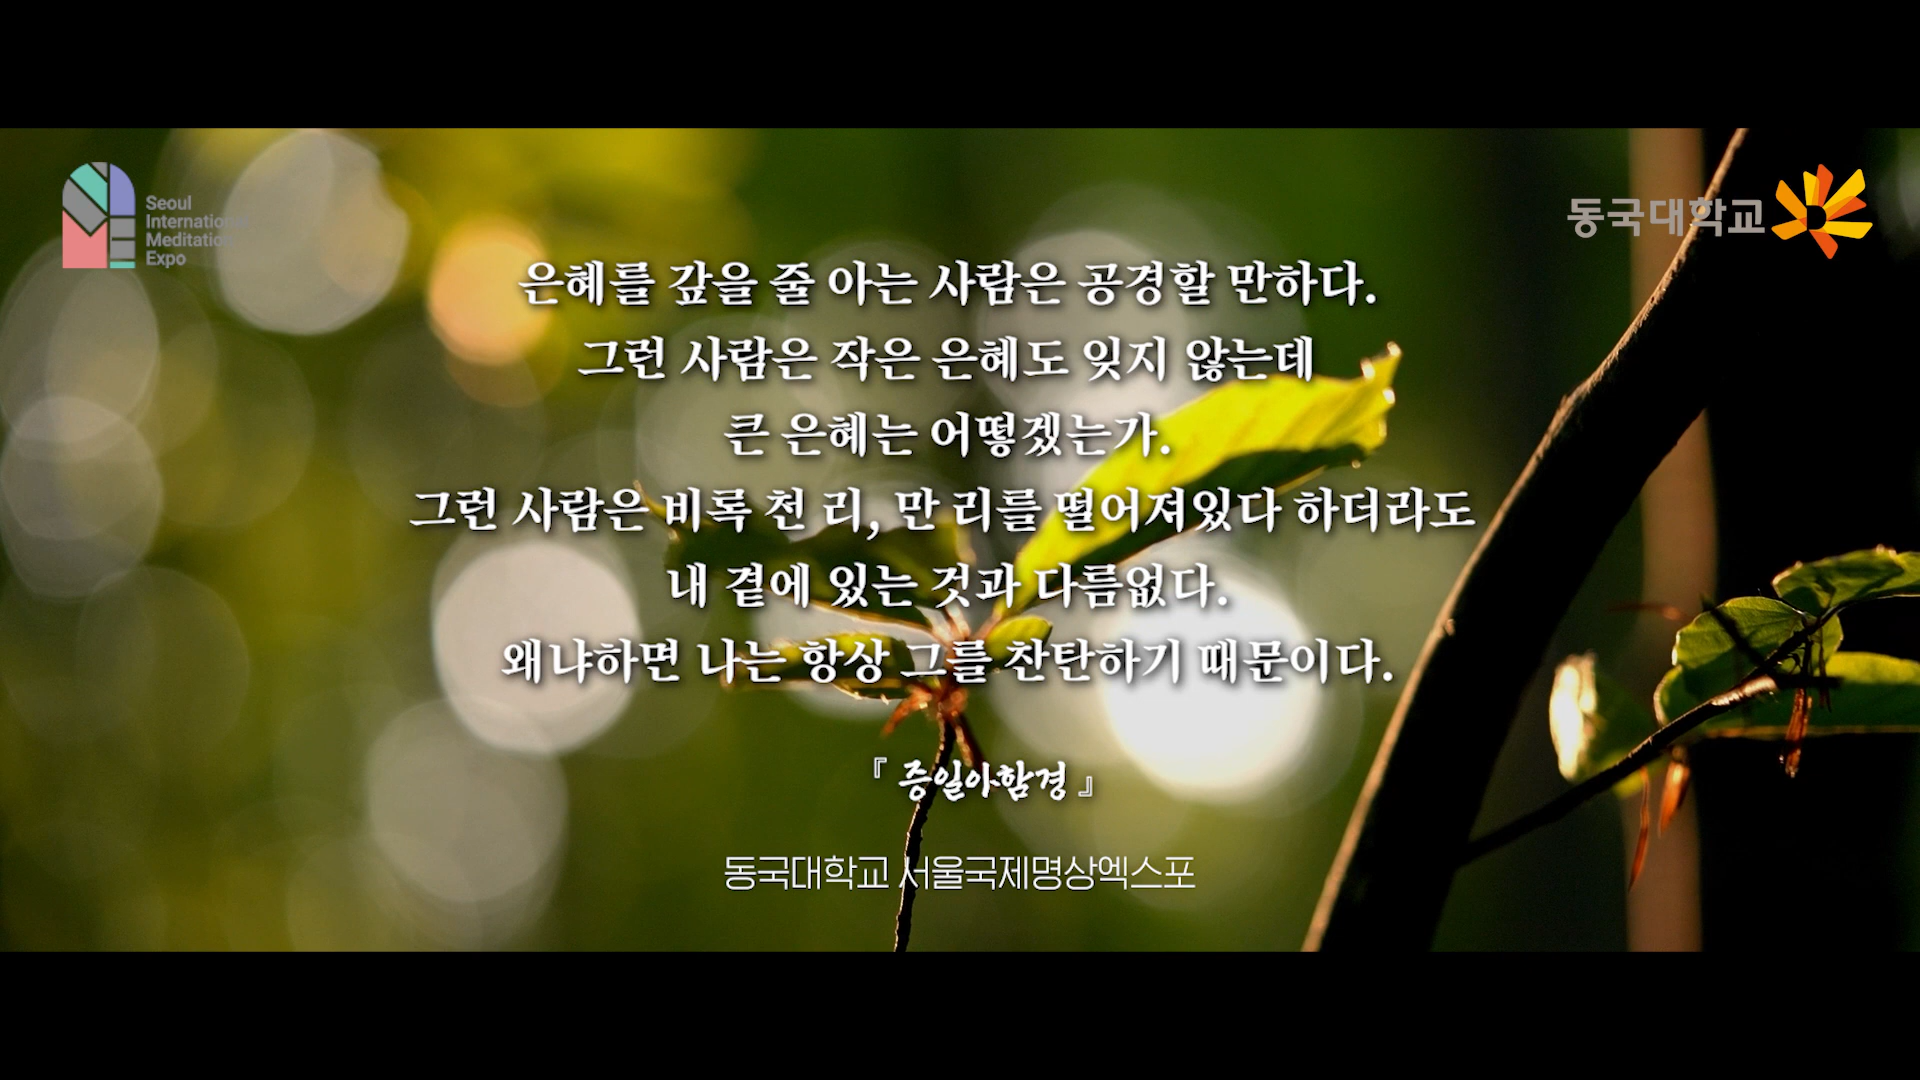 Seoul
International
Meditation
Expo
동국대학교
은혜를 갚을 줄 아는 사람은 공경할 만하다.
그런 사람은 작은 은혜도 잊지 않는데
큰 은혜는 어떻겠는가.
그런 사람은 비록 천 리, 만 리를 떨어져있다 하더라도
내 곁에 있는 것과 다름없다.
왜냐하면 나는 항상 그를 찬탄하기 때문이다.
『 증일아함경 』
동국대학교 서울국제명상엑스포